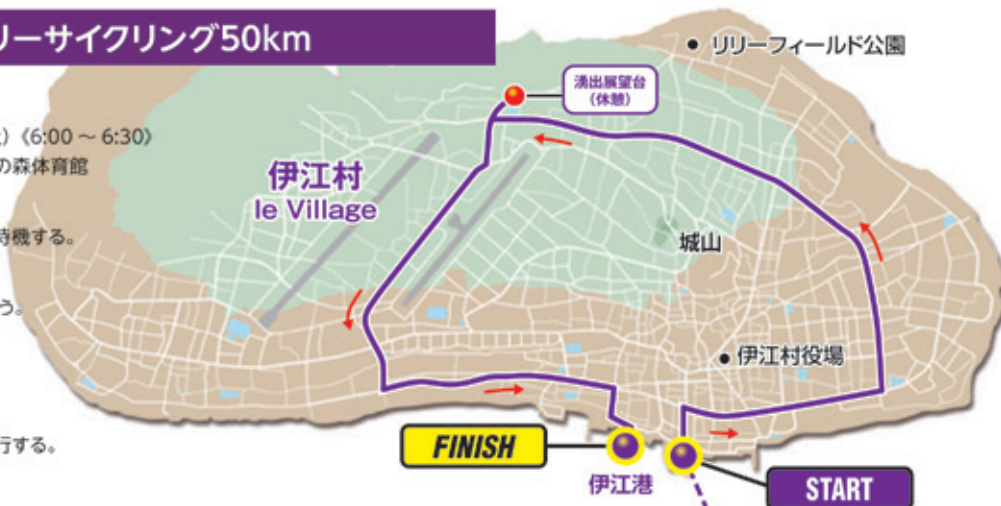 リーサイクリング50km
《6:00 ~ 6:30》
の森体育館
待機する。
う。
行する。
リリーフィールド公園
湧出展望台
(休憩)
伊江村
Ie Village
城山
伊江村役場
FINISH
伊江港
START